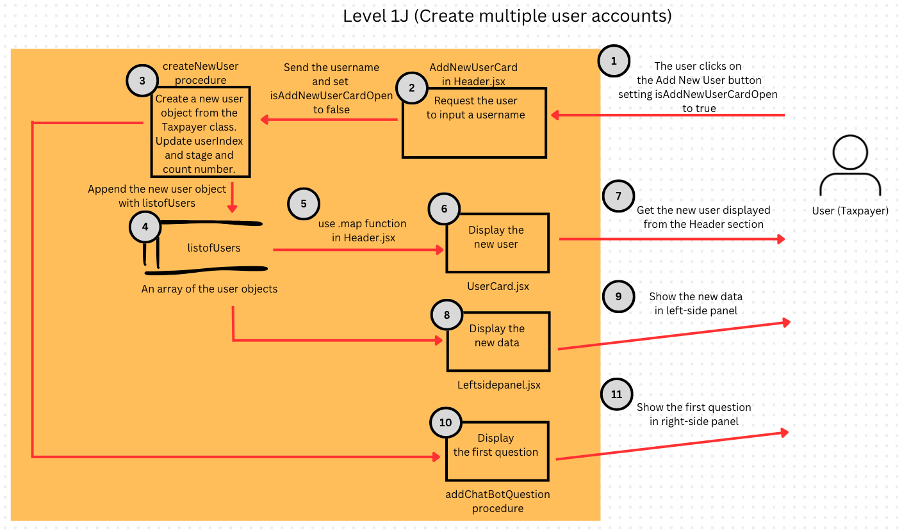 Level 1J (Create multiple user accounts)
1
The user clicks on
the Add New User button
setting isAddNewUserCardOpen
to true
User (Taxpayer)
2
AddNewUserCard
in Header.jsx
Request the user
to input a username
Send the username
and set
isAddNewUserCardOpen
to false
3
createNewUser
procedure
Create a new user
object from the
Taxpayer class.
Update userIndex
and stage and
count number.
Append the new user object
with listofUsers
4
listofUsers
An array of the user objects
5
use .map function
in Header.jsx
6
Display the
new user
UserCard.jsx
7
Get the new user displayed
from the Header section
8
Display the
new data
Leftsidepanel.jsx
9
Show the new data
in left-side panel
10
Display
the first question
addChatBotQuestion
procedure
11
Show the first question
in right-side panel